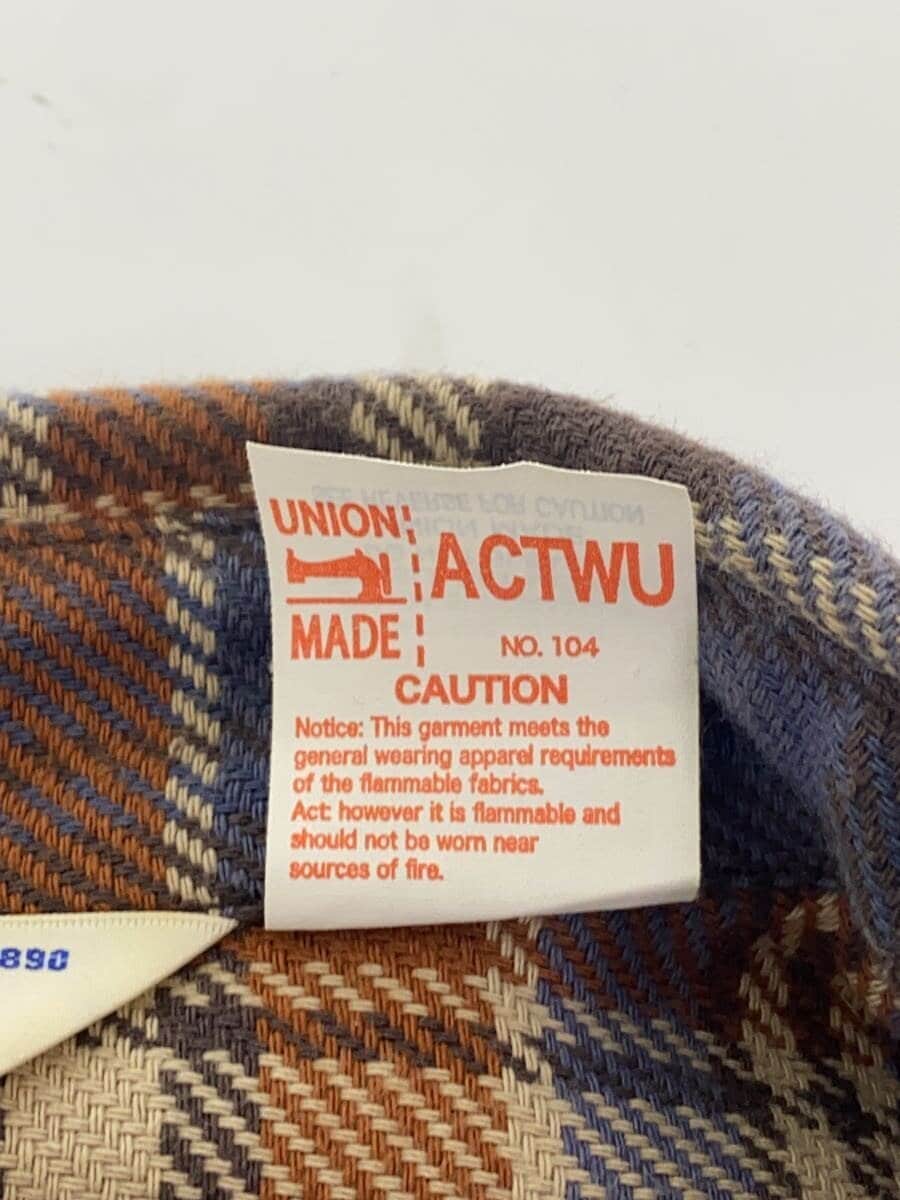 UNION
MADE
ACTWU
NO. 104
CAUTION
Notice: This garment meets the
general wearing apparel requirements
of the flammable fabrics.
Act however it is flammable and
should not be worn near
sources of fire.
890